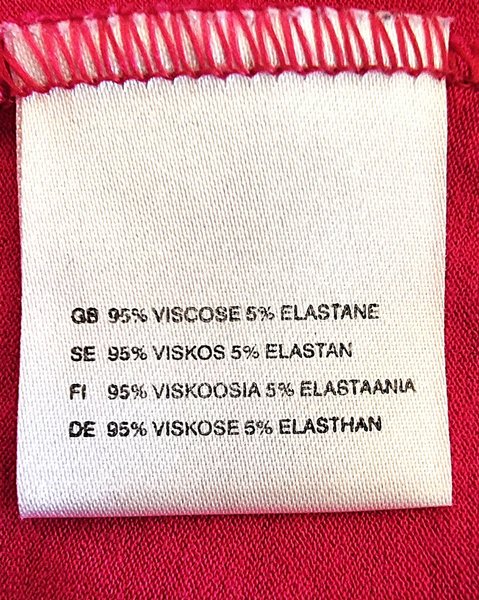 GB 95% VISCOSE 5% ELASTANE
SE 95% VISKOS 5% ELASTAN
FI 95% VISKOOSIA 5% ELASTAANIA
DE 95% VISKOSE 5% ELASTHAN